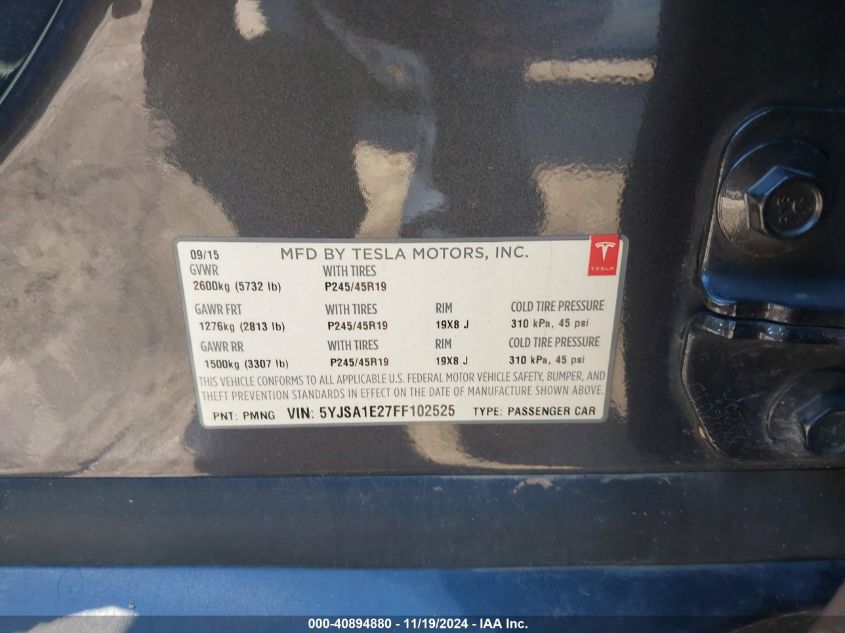 09/15 MFD BY TESLA MOTORS, INC.
TESLA
GVWR WITH TIRES
2600kg (5732 lb) P245/45R19
GAWR FRT WITH TIRES RIM COLD TIRE PRESSURE
1276kg (2813 lb) P245/45R19 19X8 J 310 kPa, 45 psi
GAWR RR WITH TIRES RIM COLD TIRE PRESSURE
1500kg (3307 lb) P245/45R19 19X8 J 310 kPa, 45 psi
THIS VEHICLE CONFORMS TO ALL APPLICABLE U.S. FEDERAL MOTOR VEHICLE SAFETY, BUMPER, AND
THEFT PREVENTION STANDARDS IN EFFECT ON THE DATE OF MANUFACTURE SHOWN ABOVE.
PNT: PMNG VIN: 5YJSA1E27FF102525 TYPE: PASSENGER CAR
000-40894880 - 11/19/2024 - IAA Inc.